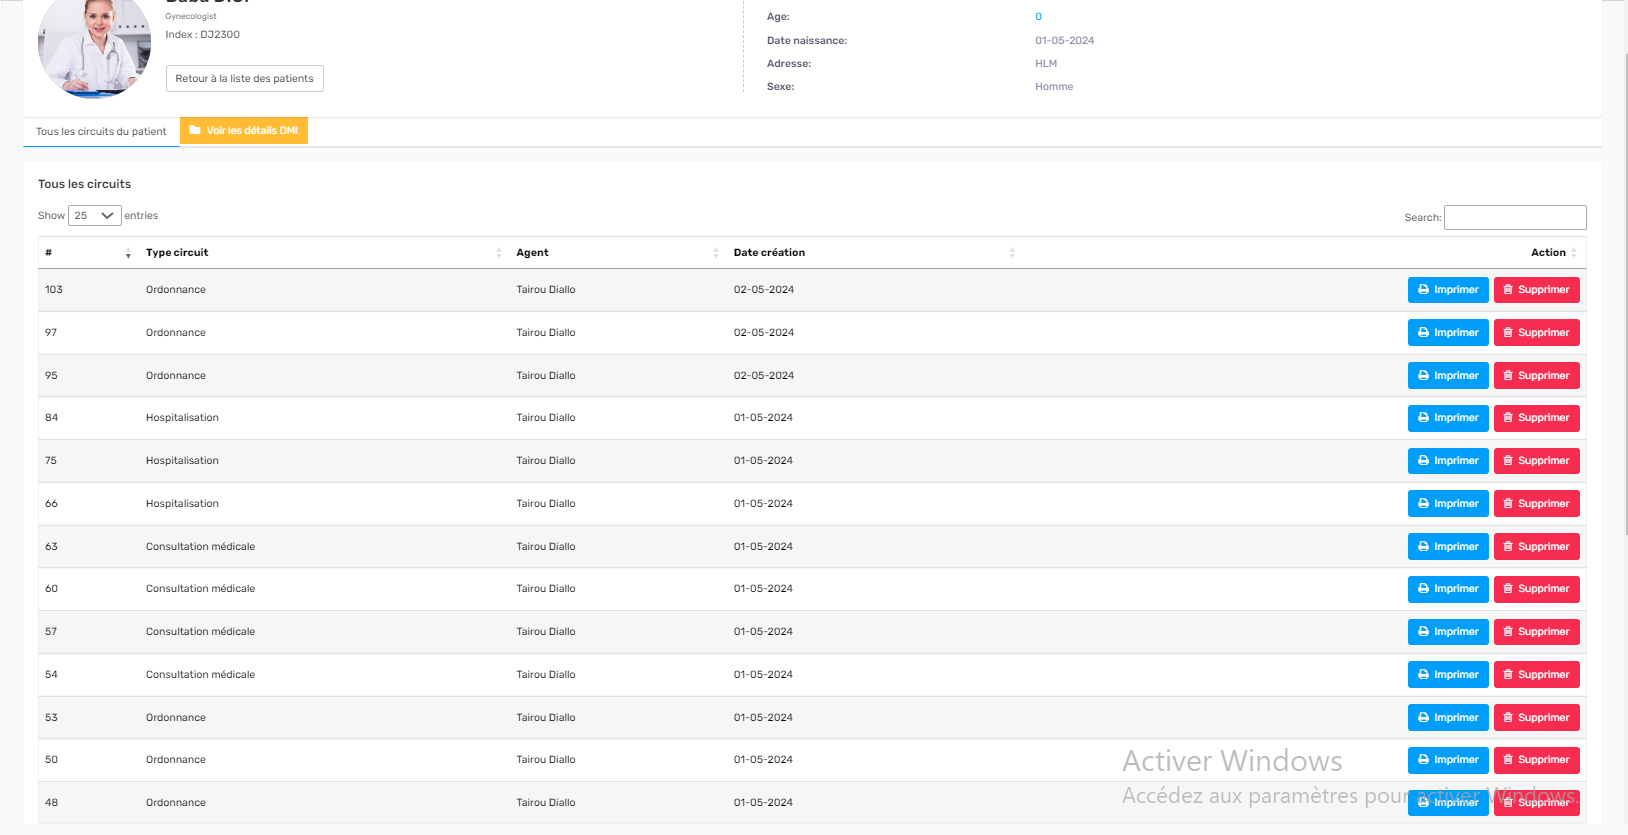 Gynecologist
Index : DJ2300
Retour à la liste des patients
Age: 0
Date naissance: 01-05-2024
Adresse: HLM
Sexe: Homme
Tous les circuits du patient Voir les détails DMI
Tous les circuits
Show 25 entries Search:
# Type circuit Agent Date création Action
103 Ordonnance Tairou Diallo 02-05-2024 Imprimer Supprimer
97 Ordonnance Tairou Diallo 02-05-2024 Imprimer Supprimer
95 Ordonnance Tairou Diallo 02-05-2024 Imprimer Supprimer
84 Hospitalisation Tairou Diallo 01-05-2024 Imprimer Supprimer
75 Hospitalisation Tairou Diallo 01-05-2024 Imprimer Supprimer
66 Hospitalisation Tairou Diallo 01-05-2024 Imprimer Supprimer
63 Consultation médicale Tairou Diallo 01-05-2024 Imprimer Supprimer
60 Consultation médicale Tairou Diallo 01-05-2024 Imprimer Supprimer
57 Consultation médicale Tairou Diallo 01-05-2024 Imprimer Supprimer
54 Consultation médicale Tairou Diallo 01-05-2024 Imprimer Supprimer
53 Ordonnance Tairou Diallo 01-05-2024 Imprimer Supprimer
50 Ordonnance Tairou Diallo 01-05-2024 Imprimer Supprimer
48 Ordonnance Tairou Diallo 01-05-2024 Imprimer Supprimer
Activer Windows
Accédez aux paramètres pour activer Windows.